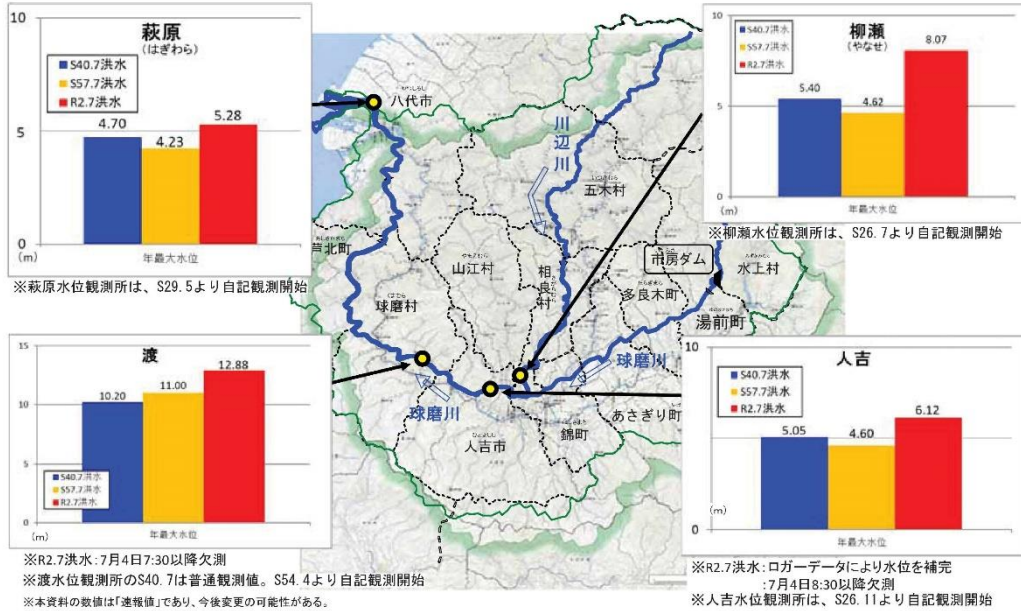 10
萩原
(はぎわら)
S40.7洪水
S57.7洪水
R2.7洪水
4.70
4.23
5.28
5
0
(m)
年最大水位
※萩原水位観測所は、S29.5より自記観測開始
10
柳瀬
(やなせ)
S40.7洪水
S57.7洪水
R2.7洪水
5.40
4.62
8.07
5
0
(m)
年最大水位
※柳瀬水位観測所は、S26.7より自記観測開始
八代市
川辺川
五木村
芦北町
山江村
相良村
市房ダム
水上村
多良木町
湯前町
球磨村
球磨川
球磨川
あさぎり町
錦町
人吉市
15
渡
10.20
11.00
12.88
10
5
S40.7洪水
S57.7洪水
R2.7洪水
0
(m)
年最大水位
※R2.7洪水:7月4日7:30以降欠測
※渡水位観測所のS40.7は普通観測値。S54.4より自記観測開始
※本資料の数値は「速報値」であり、今後変更の可能性がある。
10
人吉
S40.7洪水
S57.7洪水
R2.7洪水
5.05
4.60
6.12
0
(m)
年最大水位
※R2.7洪水:ロガーデータにより水位を補完
:7月4日8:30以降欠測
※人吉水位観測所は、S26.11より自記観測開始